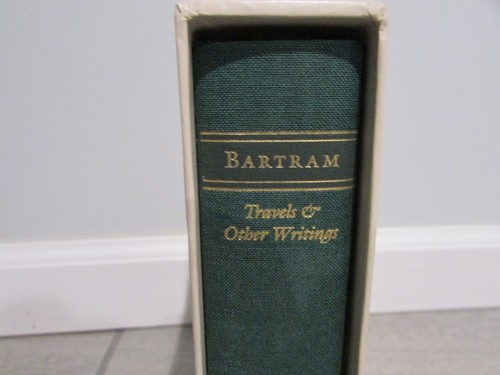 BARTRAM
Travels &
Other Writings